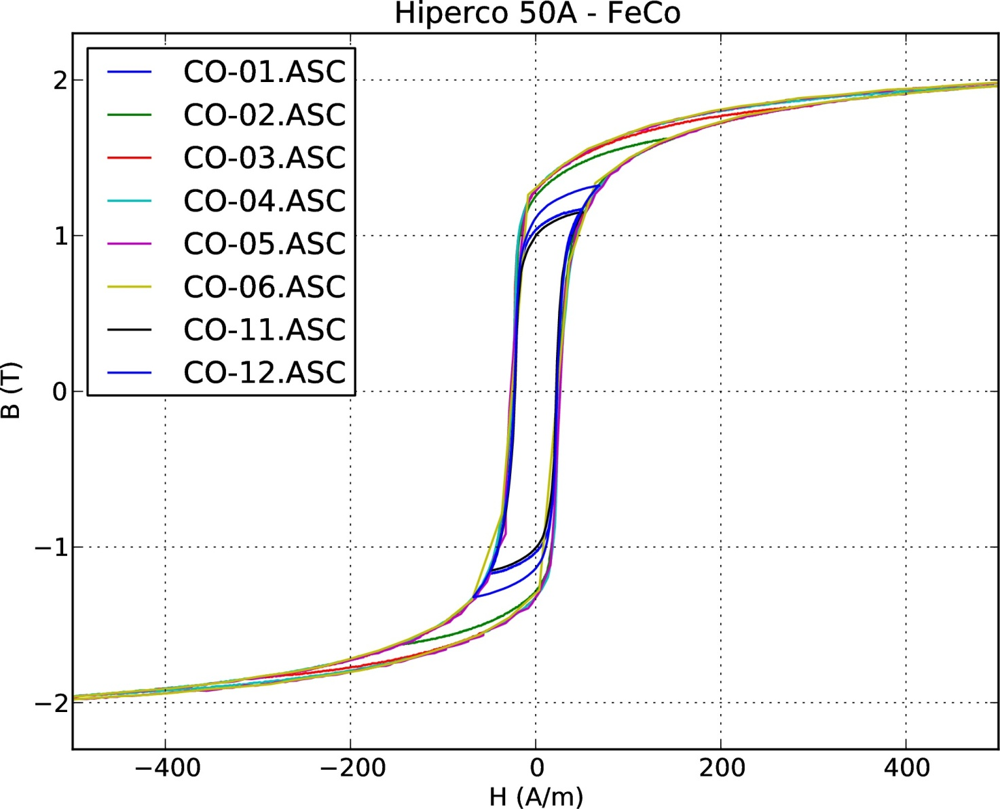 Hiperco 50A - FeCo
CO-01.ASC
CO-02.ASC
CO-03.ASC
CO-04.ASC
CO-05.ASC
CO-06.ASC
CO-11.ASC
CO-12.ASC
B (T)
2
1
0
−1
−2
−400 −200 0 200 400
H (A/m)